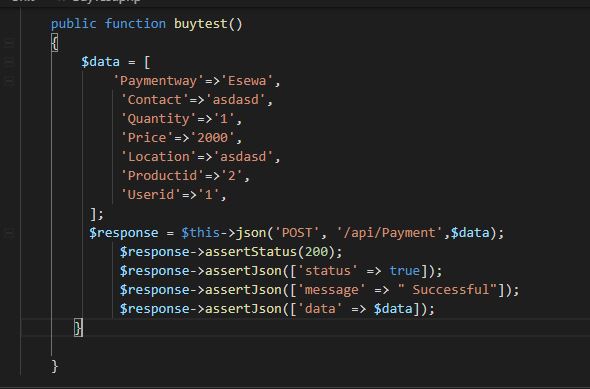 public function buytest()
{
$data = [
'Paymentway'=>'Esewa',
'Contact'=>'asdasd',
'Quantity'=>'1',
'Price'=>'2000',
'Location'=>'asdasd',
'Productid'=>'2',
'Userid'=>'1',
];
$response = $this->json('POST', '/api/Payment',$data);
$response->assertStatus(200);
$response->assertJson(['status' => true]);
$response->assertJson(['message' => " Successful"]);
$response->assertJson(['data' => $data]);
}
}